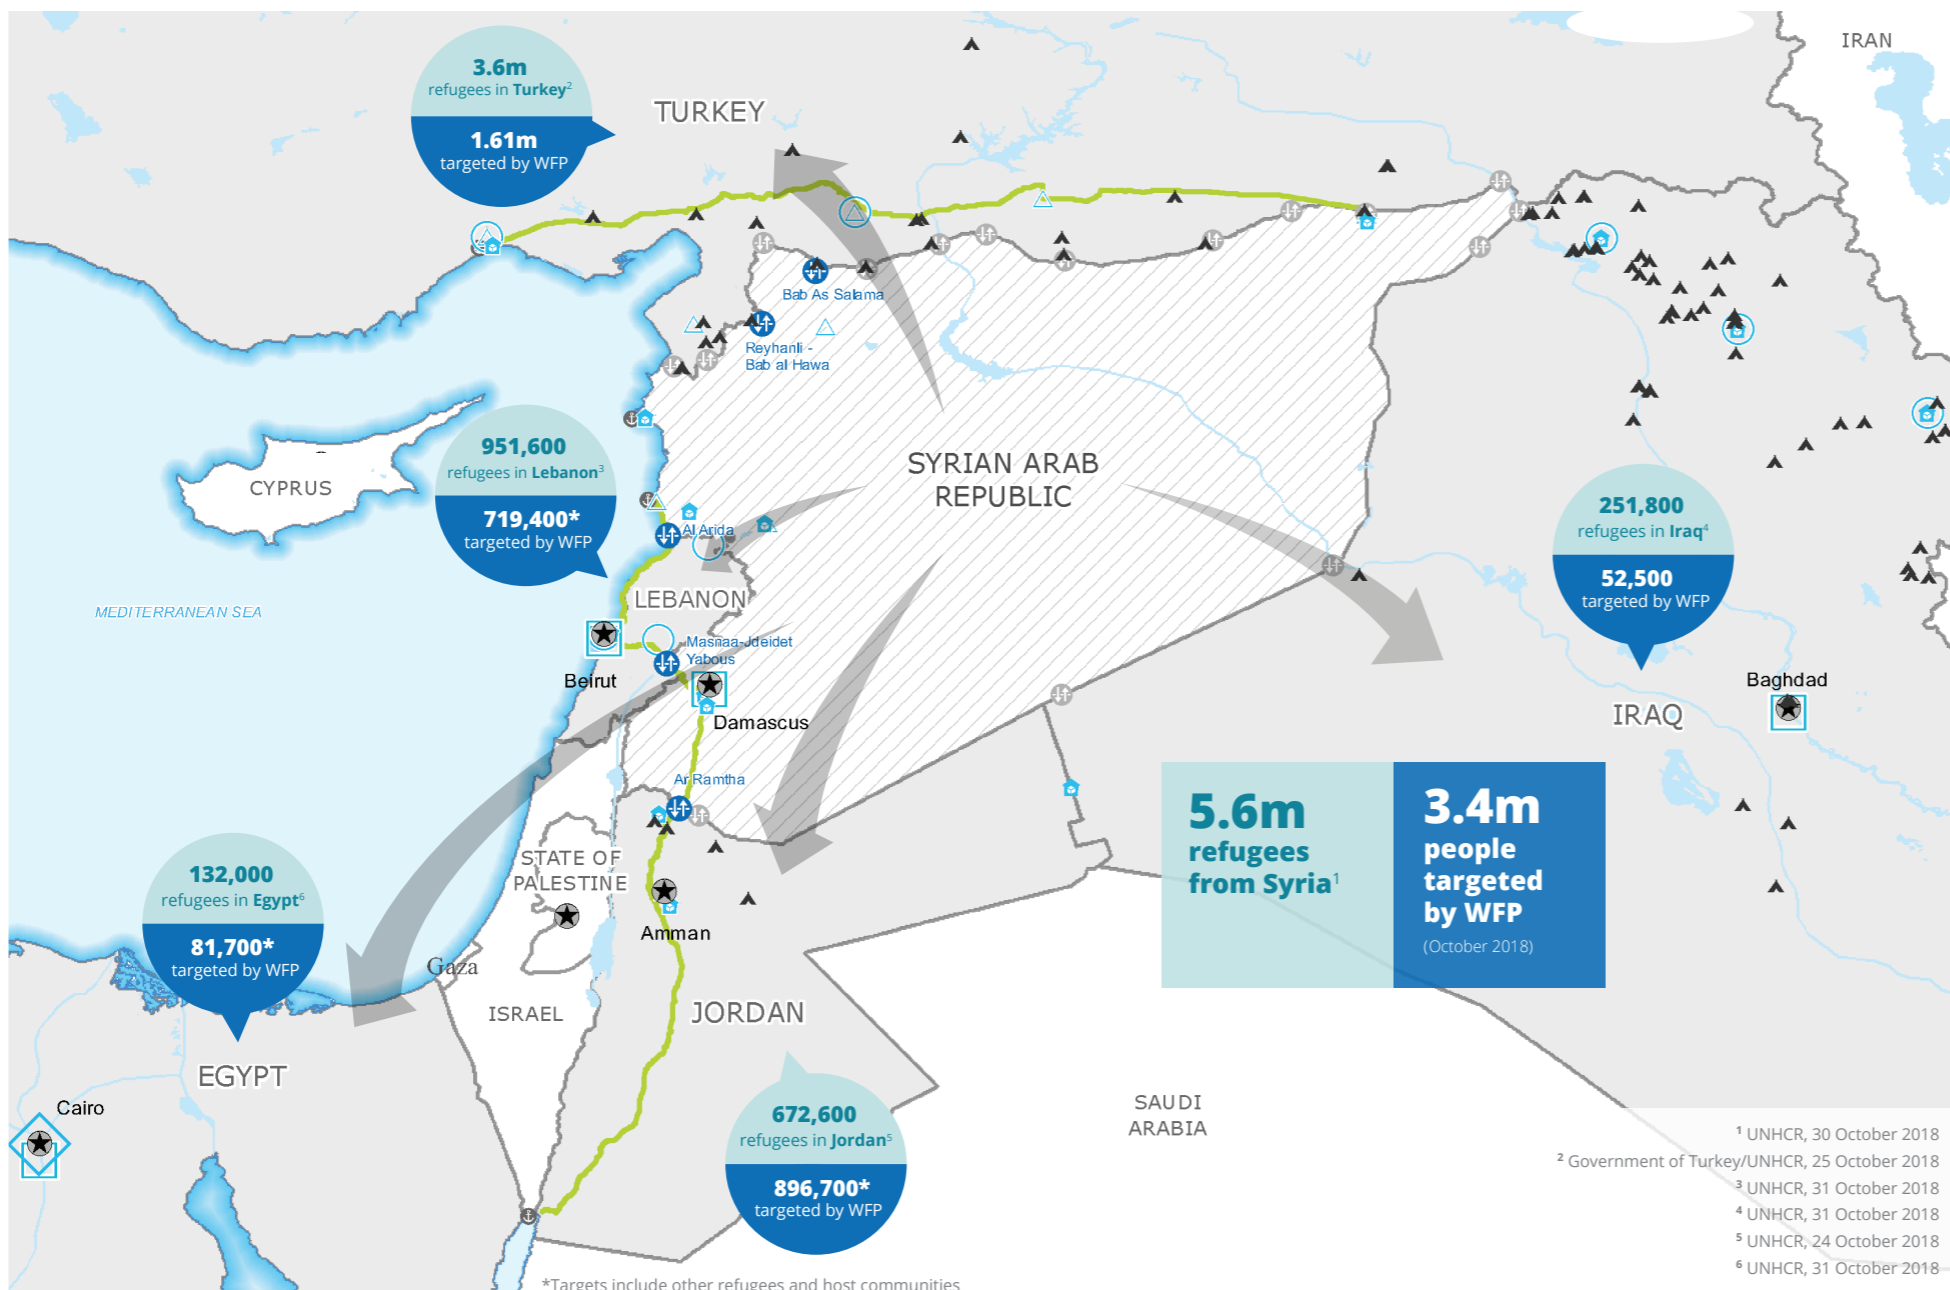 IRAN
3.6m
refugees in Turkey²
1.61m
targeted by WFP
TURKEY
Bab As Salama
Reyhanli -
Bab al Hawa
CYPRUS
951,600
refugees in Lebanon³
719,400*
targeted by WFP
SYRIAN ARAB
REPUBLIC
251,800
refugees in Iraq⁴
52,500
targeted by WFP
Al Arida
MEDITERRANEAN SEA
LEBANON
Masnaa-Jdeidet
Yabous
Beirut
Damascus
Baghdad
IRAQ
Ar Ramtha
5.6m
refugees
from Syria¹
3.4m
people
targeted
by WFP
(October 2018)
STATE OF
PALESTINE
132,000
refugees in Egypt⁶
81,700*
targeted by WFP
Amman
Gaza
ISRAEL
JORDAN
EGYPT
Cairo
672,600
refugees in Jordan⁵
896,700*
targeted by WFP
SAUDI
ARABIA
¹ UNHCR, 30 October 2018
² Government of Turkey/UNHCR, 25 October 2018
³ UNHCR, 31 October 2018
⁴ UNHCR, 31 October 2018
⁵ UNHCR, 24 October 2018
⁶ UNHCR, 31 October 2018
*Targets include other refugees and host communities